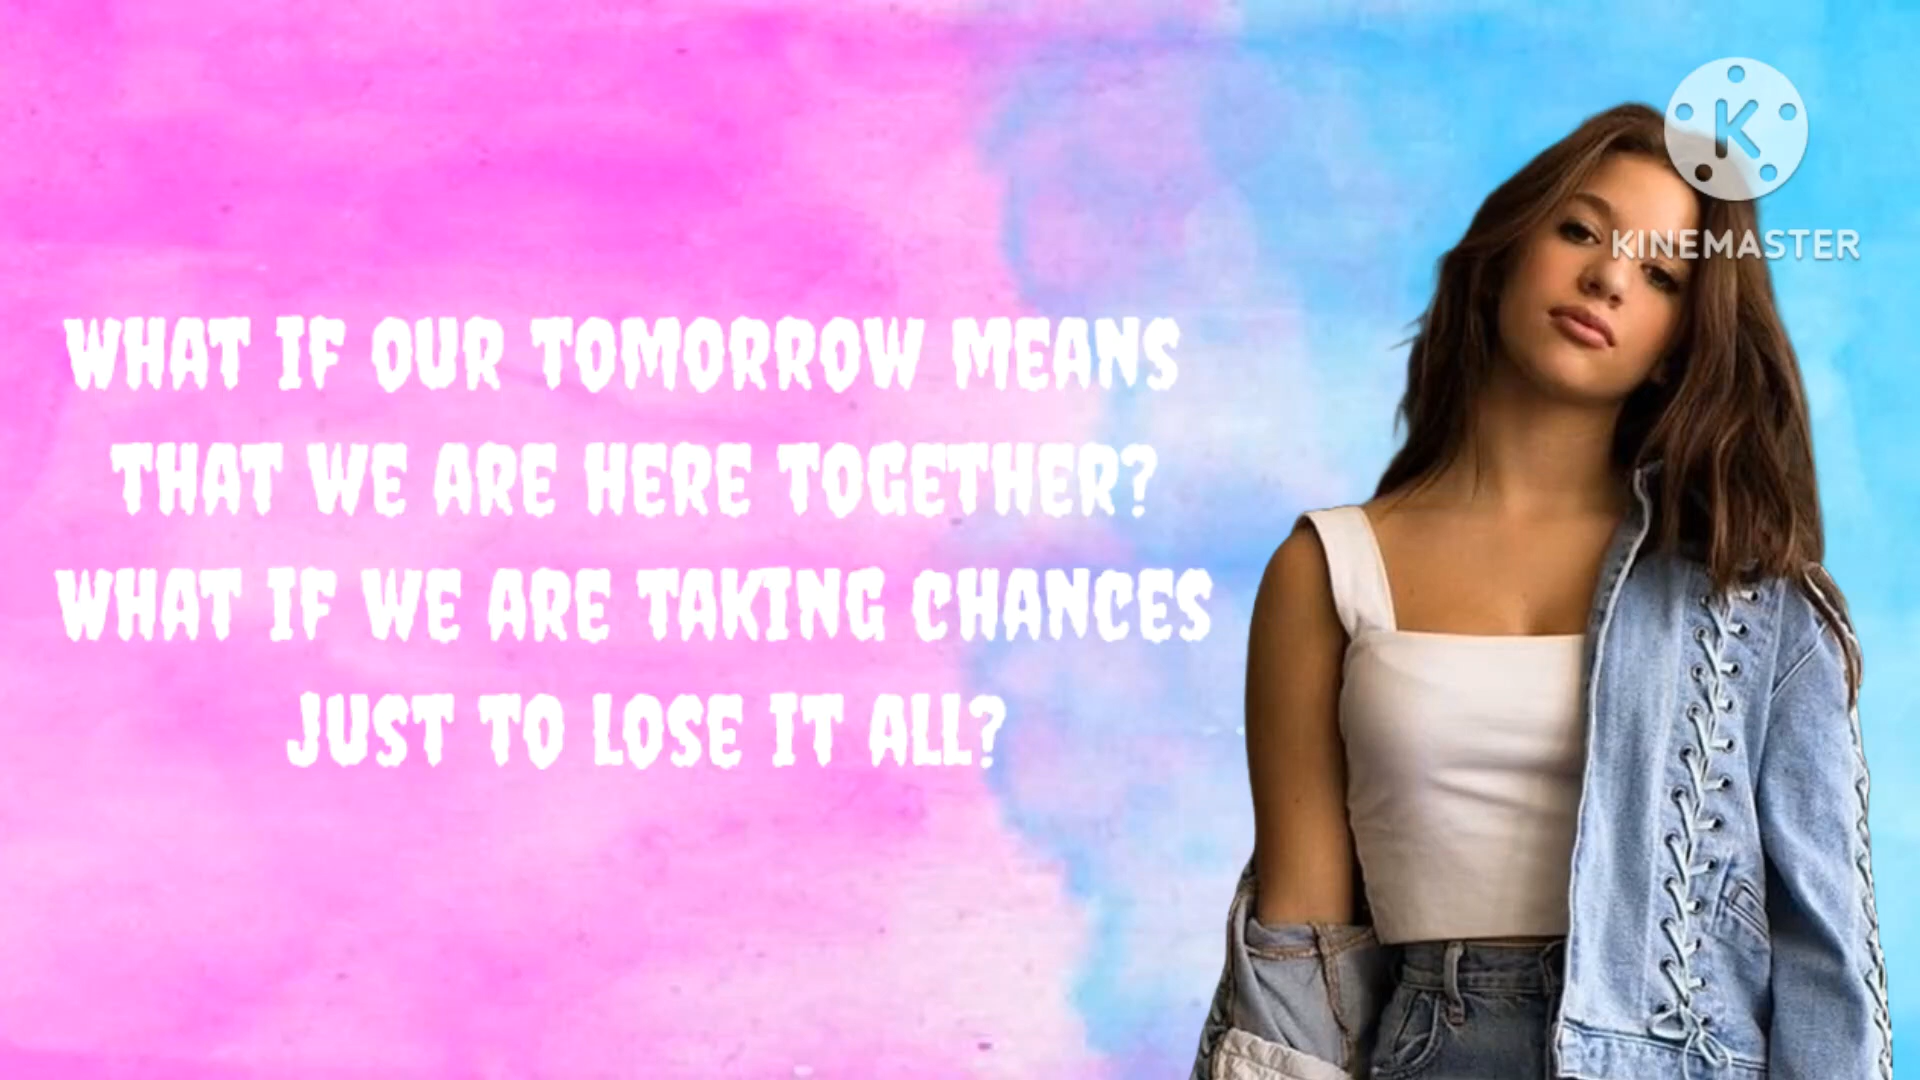 WHAT IF OUR TOMORROW MEANS
THAT WE ARE HERE TOGETHER?
WHAT IF WE ARE TAKING CHANCES
JUST TO LOSE IT ALL?
K
KINEMASTER